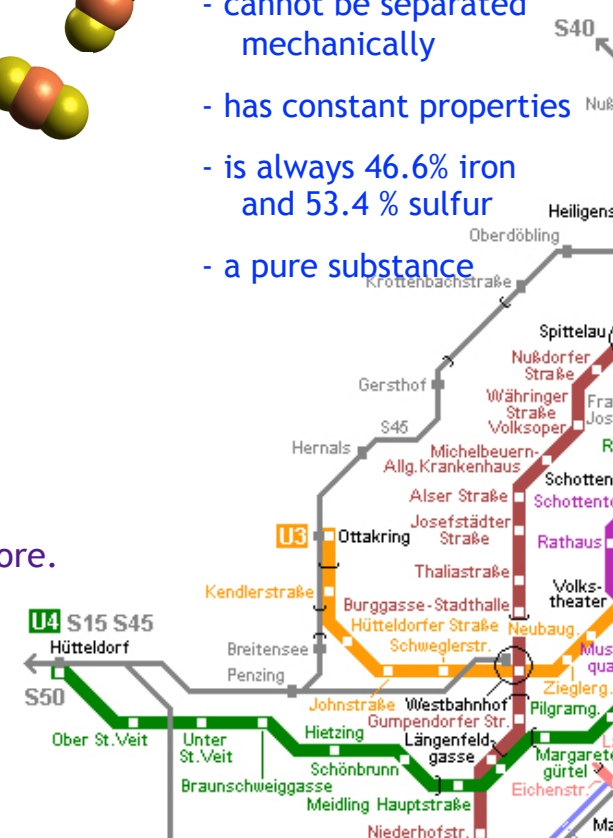 - cannot be separated
mechanically
S40
- has constant properties
- is always 46.6% iron
and 53.4 % sulfur
Oberdöbling
- a pure substance
Krottenbachstraße
Spittelau
Nußdorfer
Straße
Gersthof
Währinger
Straße
Volksoper
S45
Hernals
Michelbeuern-
Allg.Krankenhaus
Alser Straße
U3
Ottakring
Josefstädter
Straße
Rathaus
Thaliastraße
Kendlerstraße
Volks-
theater
Burggasse-Stadthalle
U4 S15 S45
Hütteldorf
Hütteldorfer Straße
Neubaug.
Schweglerstr.
Breitensee
Penzing
Zieglerg.
S50
Johnstraße
Westbahnhof
Pilgramg.
Gumpendorfer Str.
Ober St.Veit
Unter
St.Veit
Hietzing
Längenfeld-
gasse
Schönbrunn
gürtel
Braunschweiggasse
Eichenstr.
Meidling Hauptstraße
Niederhofstr.